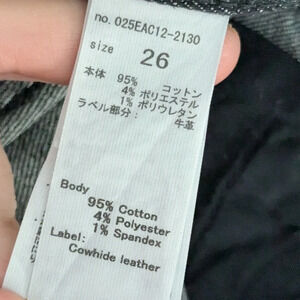 no. 025EAC12-2130
size 26
本体 95% コットン
4% ポリエステル
1% ポリウレタン
ラベル部分: 牛革
Body
95% Cotton
4% Polyester
1% Spandex
Label:
Cowhide leather